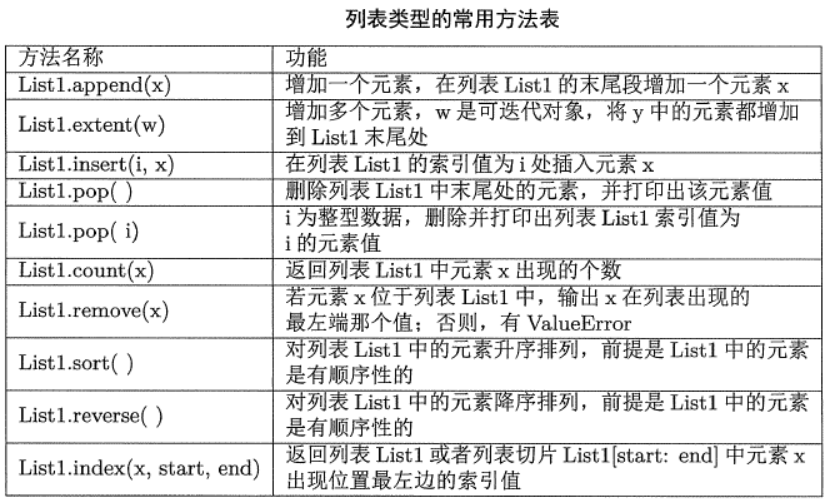 列表类型的常用方法表
方法名称 功能
List1.append(x) 增加一个元素，在列表 List1 的末尾段增加一个元素 x
List1.extent(w) 增加多个元素，w 是可迭代对象，将 y 中的元素都增加
到 List1 末尾处
List1.insert(i, x) 在列表 List1 的索引值为 i 处插入元素 x
List1.pop( ) 删除列表 List1 中末尾处的元素，并打印出该元素值
List1.pop( i) i 为整型数据，删除并打印出列表 List1 索引值为
i 的元素值
List1.count(x) 返回列表 List1 中元素 x 出现的个数
List1.remove(x) 若元素 x 位于列表 List1 中，输出 x 在列表出现的
最左端那个值；否则，有 ValueError
List1.sort( ) 对列表 List1 中的元素升序排列，前提是 List1 中的元素
是有顺序性的
List1.reverse( ) 对列表 List1 中的元素降序排列，前提是 List1 中的元素
是有顺序性的
List1.index(x, start, end) 返回列表 List1 或者列表切片 List1[start: end] 中元素 x
出现位置最左边的索引值